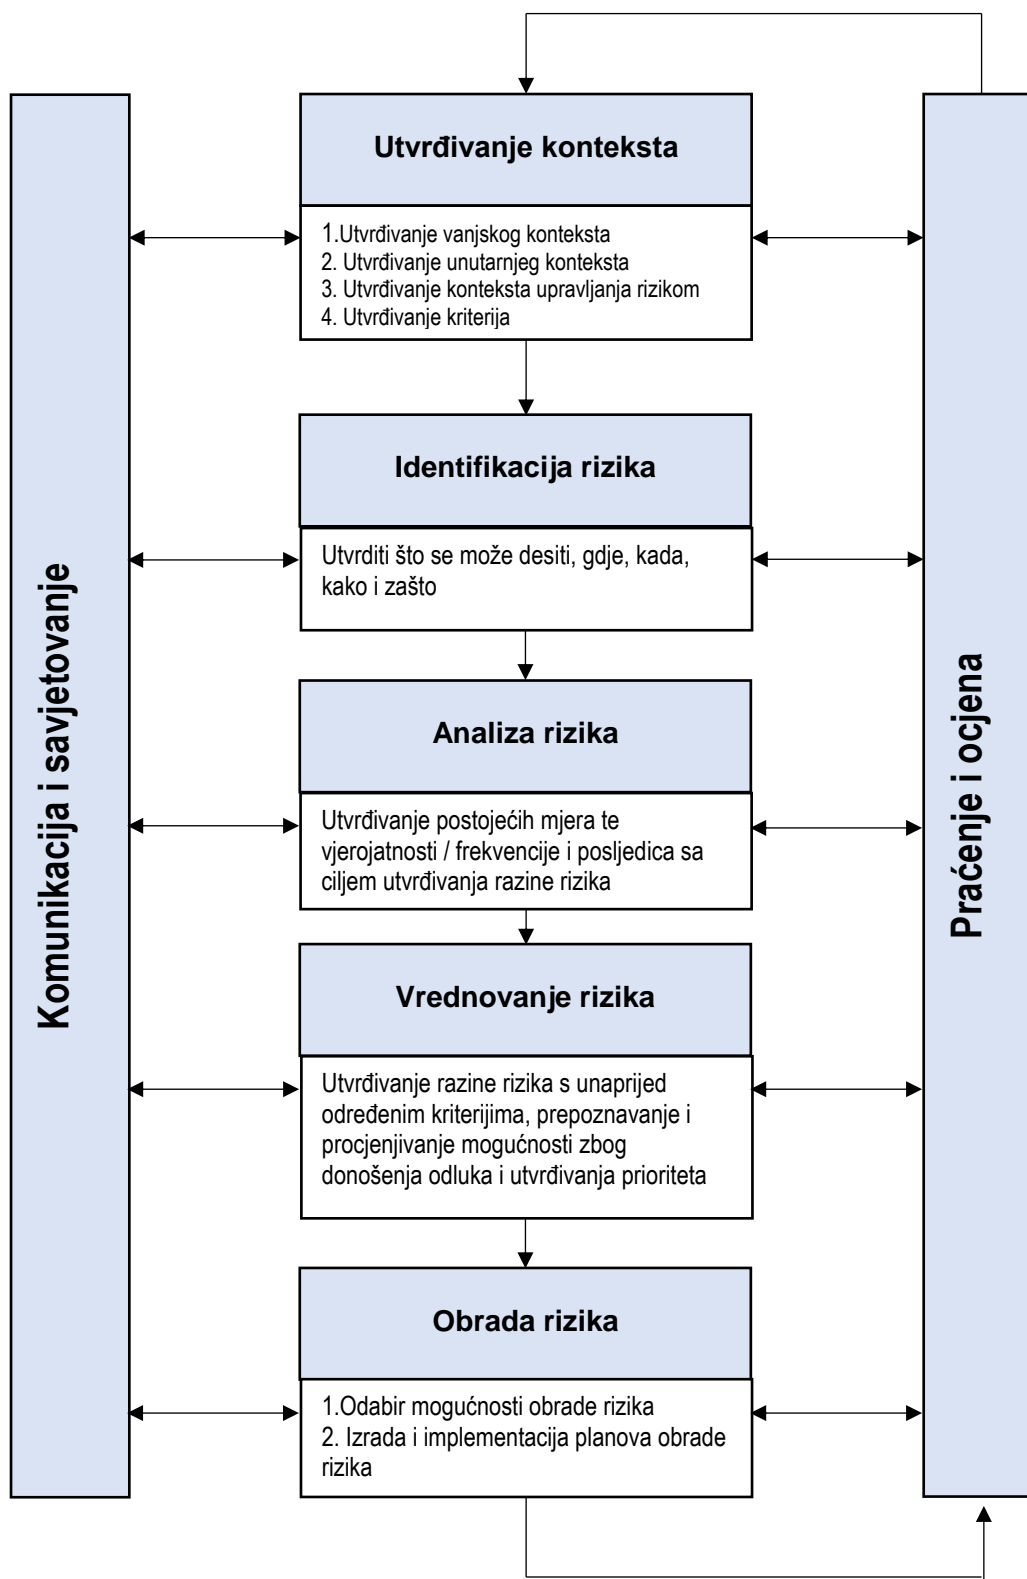 Utvrđivanje konteksta
1.Utvrđivanje vanjskog konteksta
2. Utvrđivanje unutarnjeg konteksta
3. Utvrđivanje konteksta upravljanja rizikom
4. Utvrđivanje kriterija
Identifikacija rizika
Utvrditi što se može desiti, gdje, kada,
kako i zašto
Komunikacija i savjetovanje
Praćenje i ocjena
Analiza rizika
Utvrđivanje postojećih mjera te
vjerojatnosti / frekvencije i posljedica sa
ciljem utvrđivanja razine rizika
Vrednovanje rizika
Utvrđivanje razine rizika s unaprijed
određenim kriterijima, prepoznavanje i
procjenjivanje mogućnosti zbog
donošenja odluka i utvrđivanja prioriteta
Obrada rizika
1.Odabir mogućnosti obrade rizika
2. Izrada i implementacija planova obrade
rizika